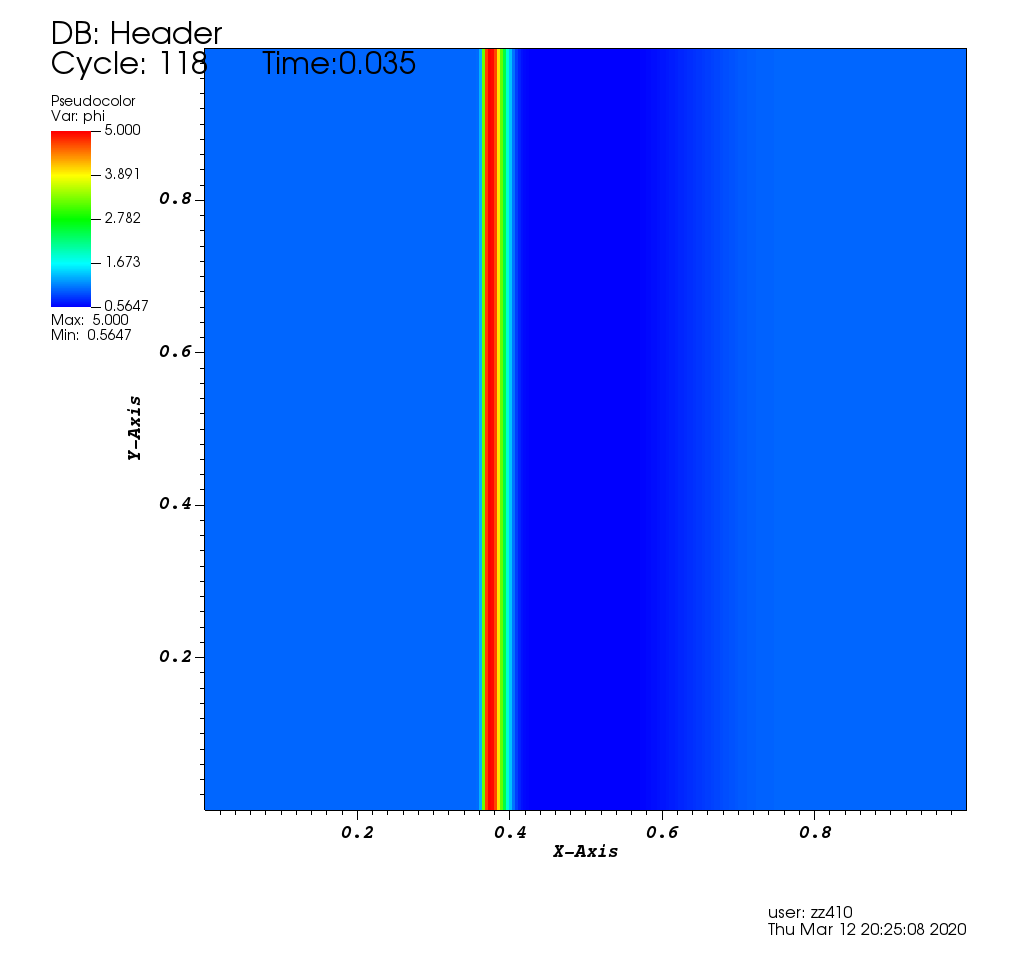 DB: Header
Cycle: 118 Time:0.035
Pseudocolor
Var: phi
5.000
3.891
2.782
1.673
0.5647
Max: 5.000
Min: 0.5647
0.8
0.6
0.4
0.2
Y-Axis
0.2 0.4 0.6 0.8
X-Axis
user: zz410
Thu Mar 12 20:25:08 2020